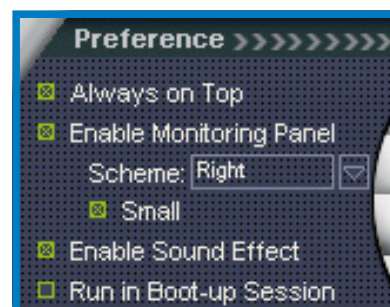 Preference >>>>>>>>>
Always on Top
Enable Monitoring Panel
Scheme: Right
Small
Enable Sound Effect
Run in Boot-up Session